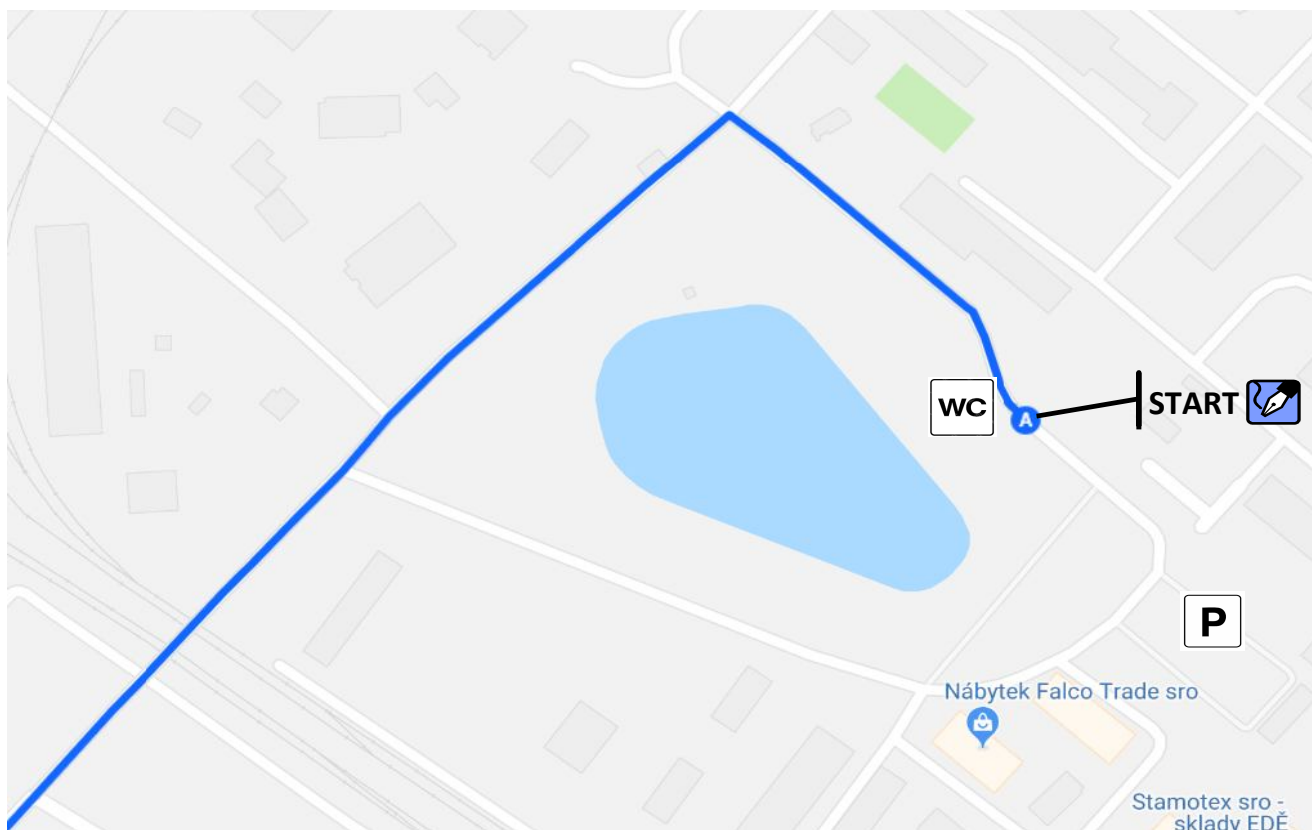 WC
A
START
P
Nábytek Falco Trade sro
Stamotex sro -
sklady EDĚ